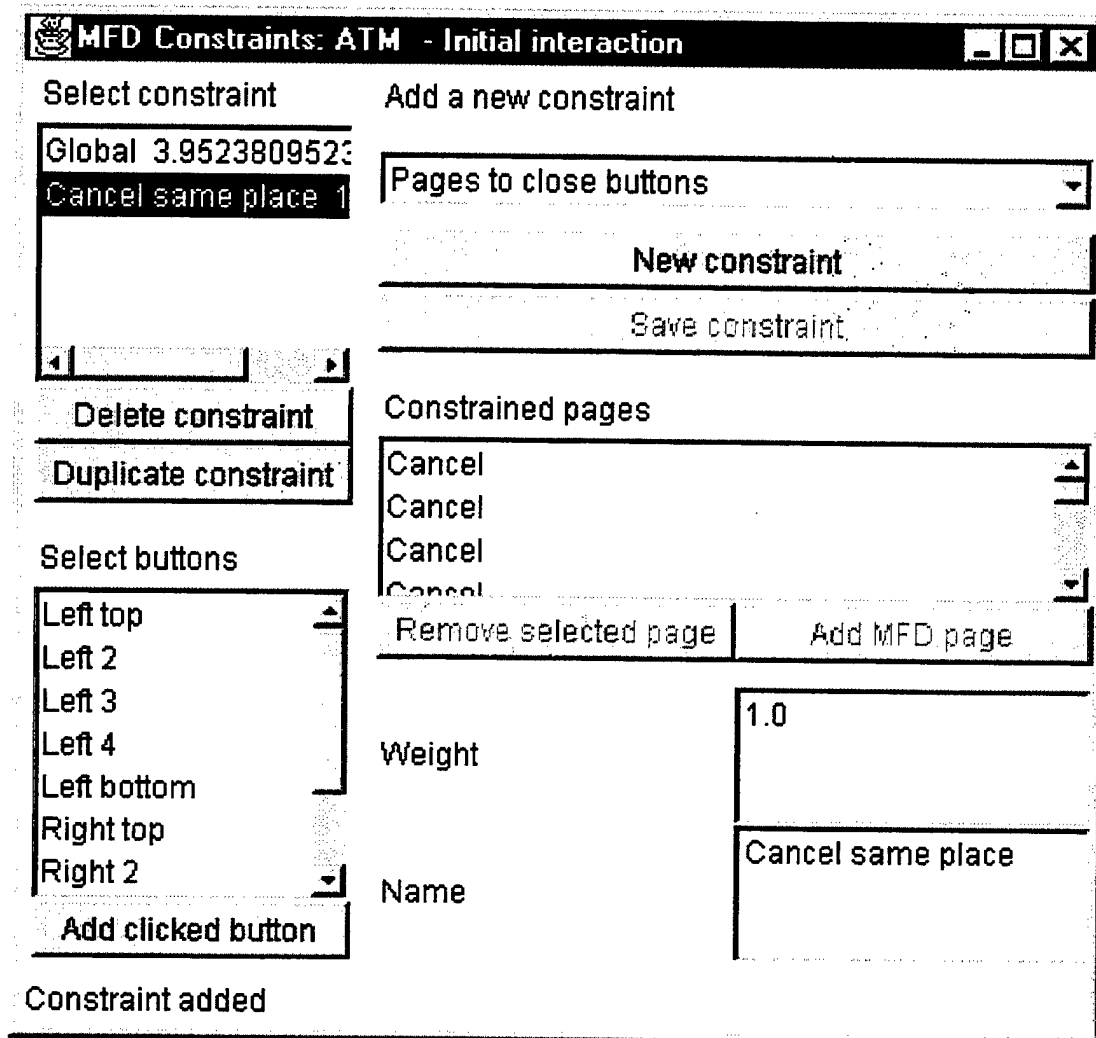 MFD Constraints: ATM - Initial interaction
Select constraint
Global 3.9523809523
Cancel same place 1
Delete constraint
Duplicate constraint
Select buttons
Left top
Left 2
Left 3
Left 4
Left bottom
Right top
Right 2
Add clicked button
Add a new constraint
Pages to close buttons
New constraint
Save constraint
Constrained pages
Cancel
Cancel
Cancel
Cancel
Remove selected page
Add MFD page
Weight
1.0
Name
Cancel same place
Constraint added